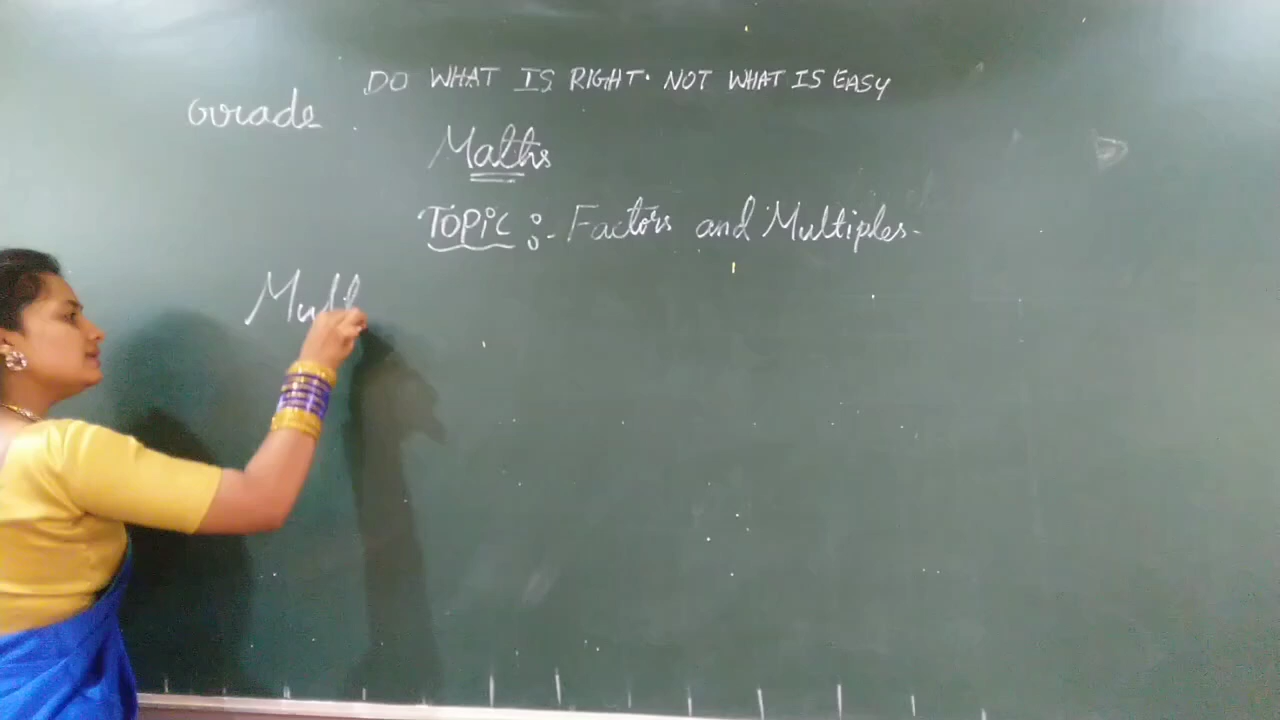 DO WHAT IS RIGHT. NOT WHAT IS EASY
Grade
Maths
TOPIC :- Factors and Multiples.
Mult